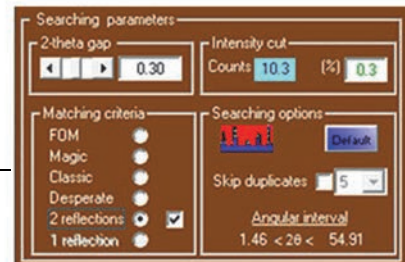 Searching parameters
2-theta gap
0.30
Intensity cut
Counts 10.3 (%) 0.3
Matching criteria
FOM
Magic
Classic
Desperate
2 reflections
1 reflection
Searching options
Default
Skip duplicates 5
Angular interval
1.46 < 2θ < 54.91